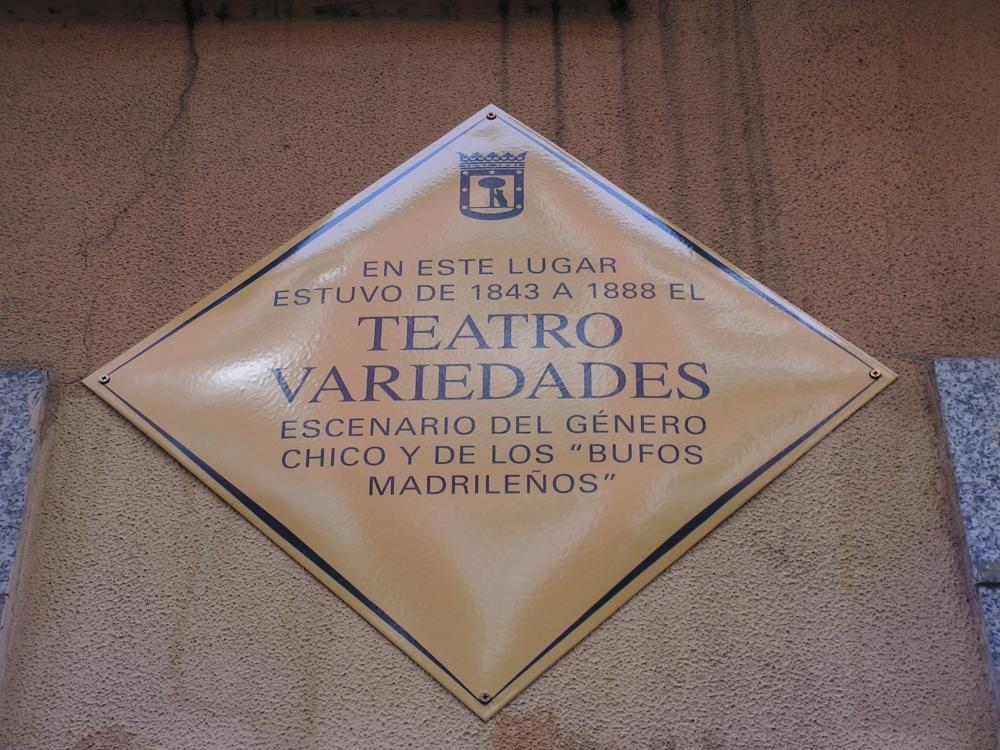 EN ESTE LUGAR
ESTUVO DE 1843 A 1888 EL
TEATRO
VARIEDADES
ESCENARIO DEL GÉNERO
CHICO Y DE LOS “BUFOS
MADRILEÑOS”